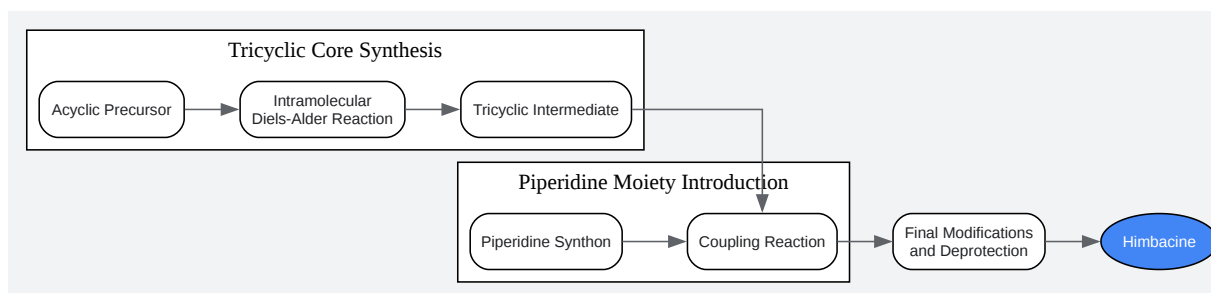 Tricyclic Core Synthesis
Acyclic Precursor
Intramolecular
Diels-Alder Reaction
Tricyclic Intermediate
Piperidine Moiety Introduction
Piperidine Synthon
Coupling Reaction
Final Modifications
and Deprotection
Himbacine